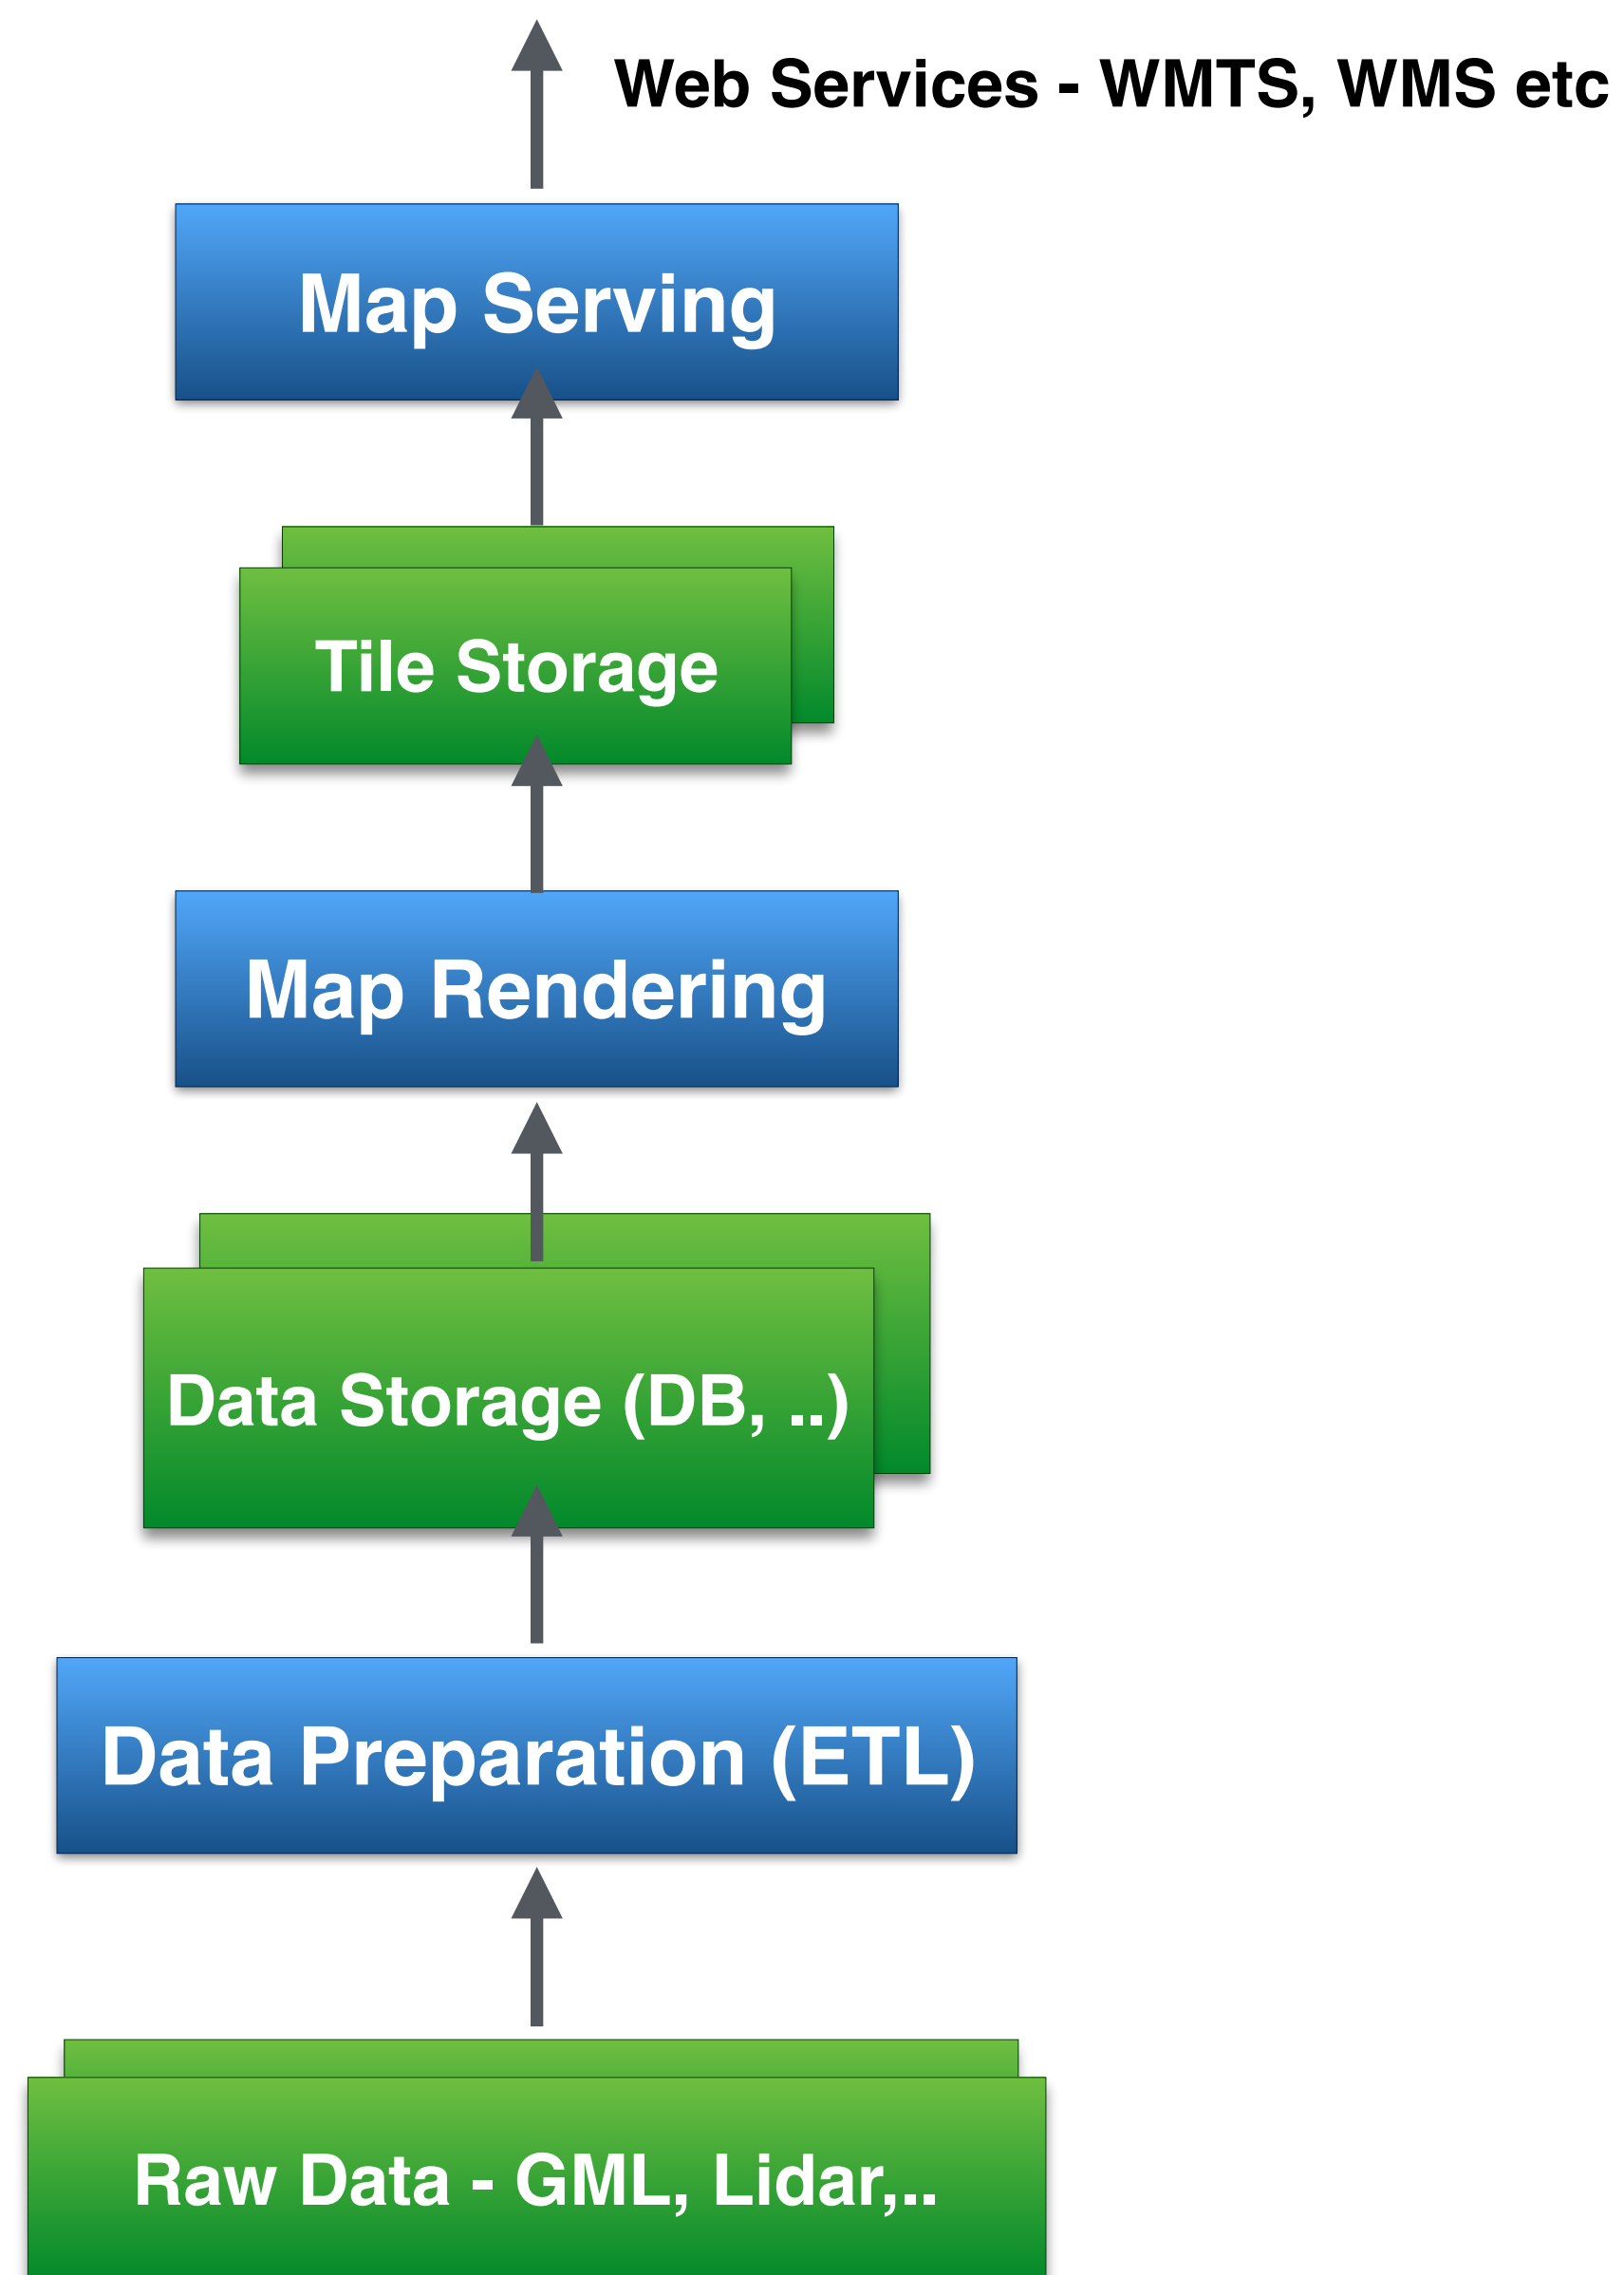 Web Services - WMTS, WMS etc
Map Serving
Tile Storage
Map Rendering
Data Storage (DB, ..)
Data Preparation (ETL)
Raw Data - GML, Lidar,..